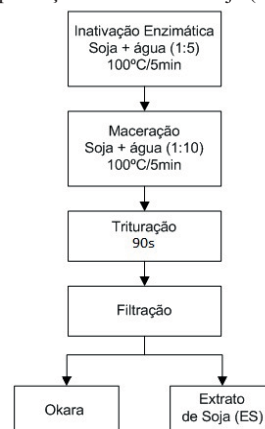 Inativação Enzimática
Soja + água (1:5)
100ºC/5min
Maceração
Soja + água (1:10)
100ºC/5min
Trituração
90s
Filtração
Okara
Extrato
de Soja (ES)